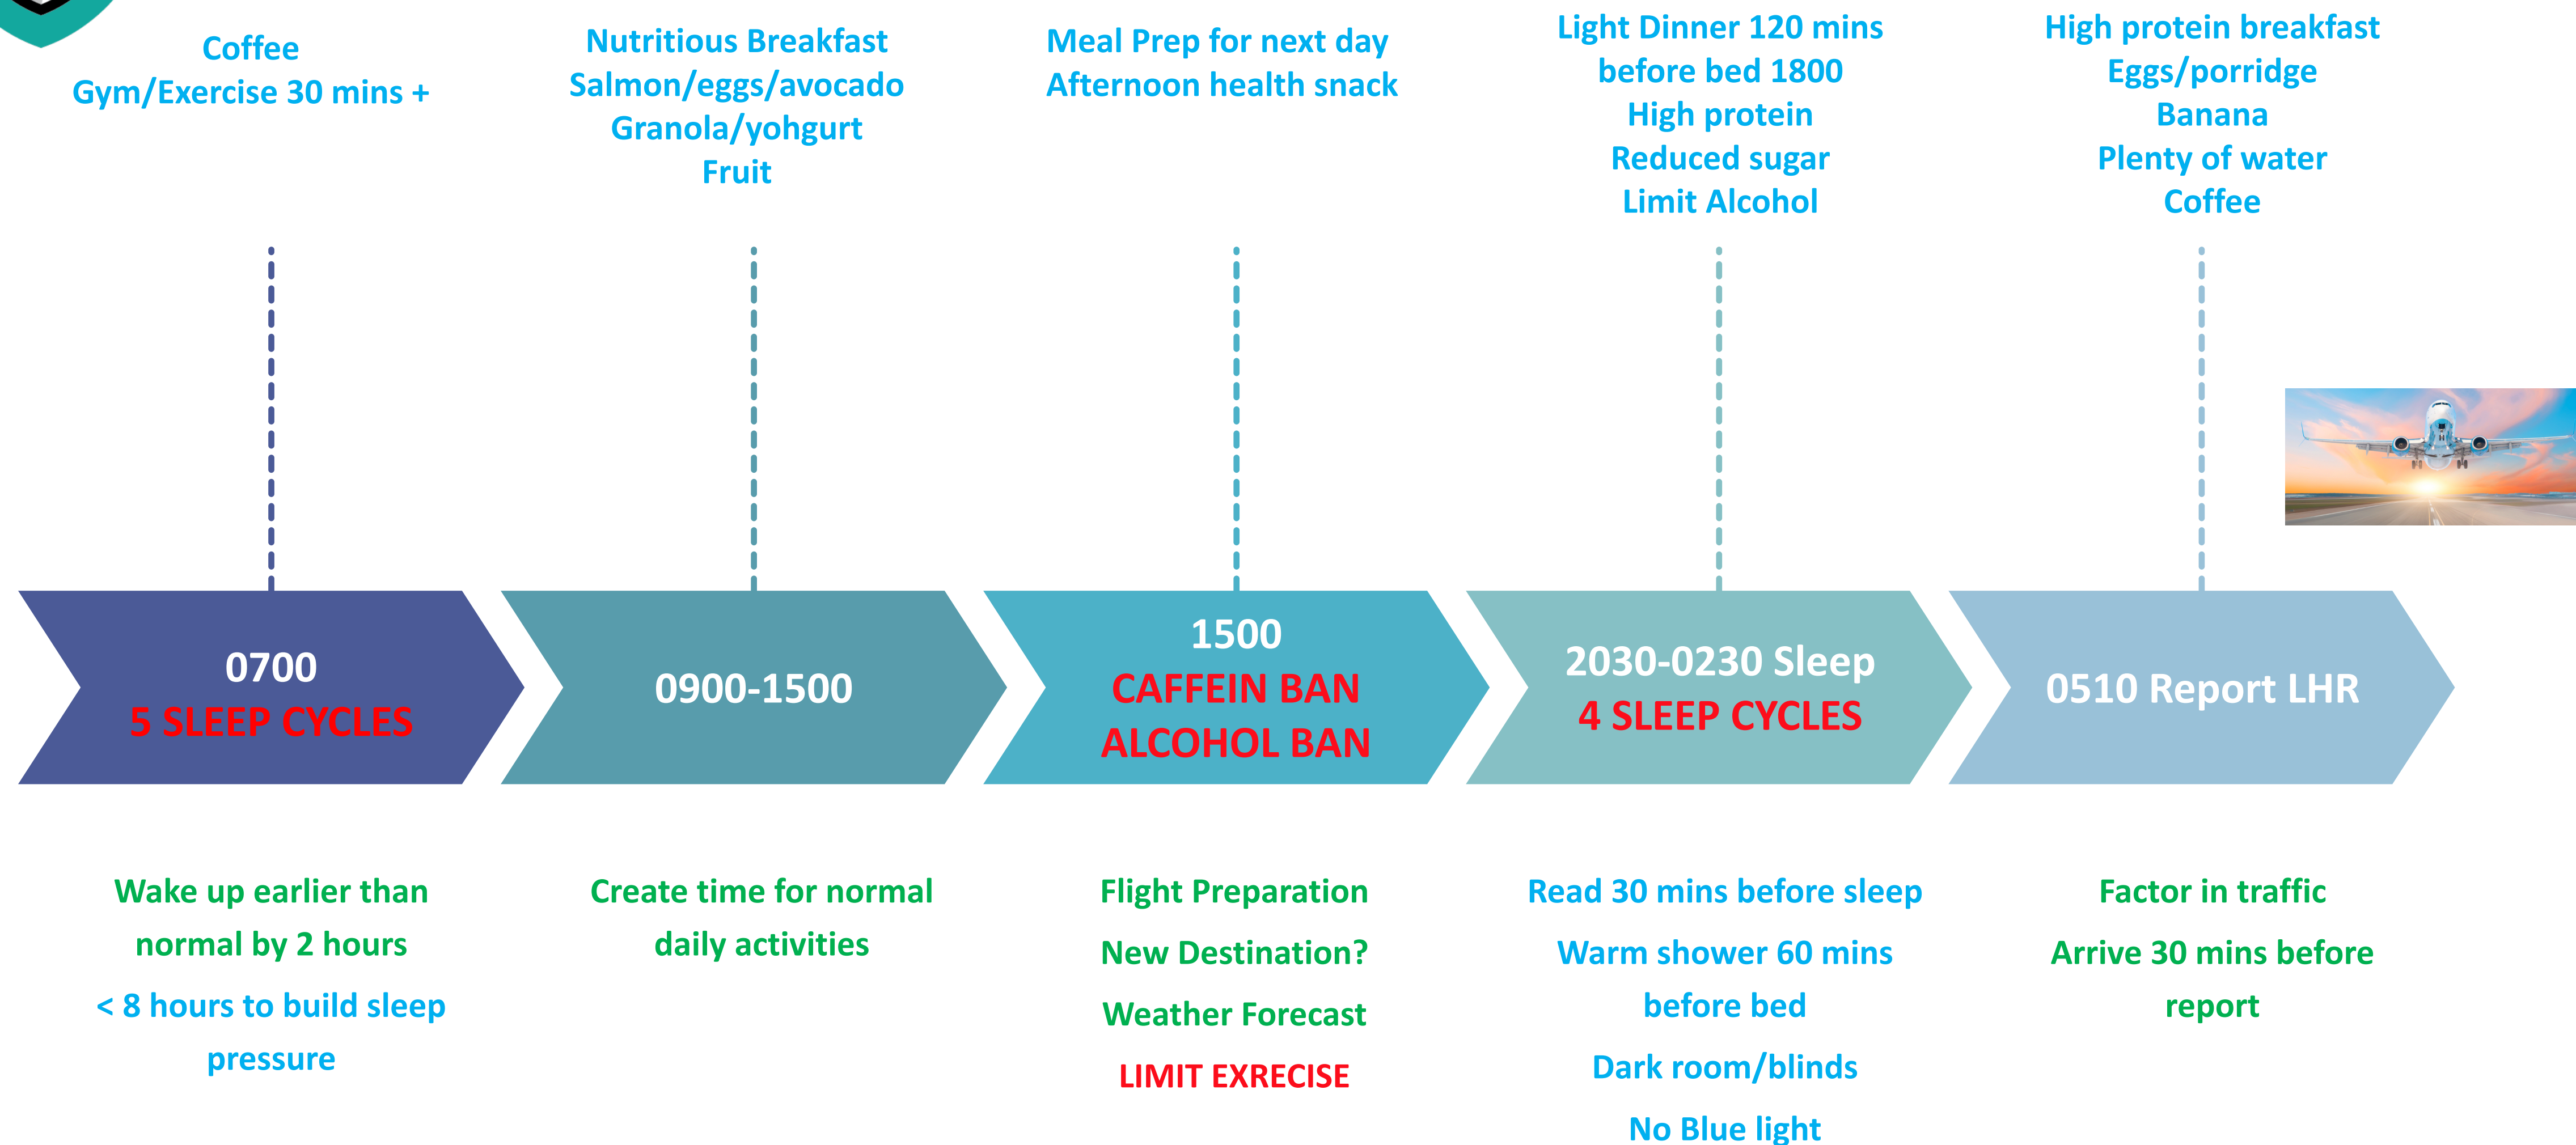 Coffee
Gym/Exercise 30 mins +
Nutritious Breakfast
Salmon/eggs/avocado
Granola/yohgurt
Fruit
Meal Prep for next day
Afternoon health snack
Light Dinner 120 mins
before bed 1800
High protein
Reduced sugar
Limit Alcohol
High protein breakfast
Eggs/porridge
Banana
Plenty of water
Coffee
0700
5 SLEEP CYCLES
0900-1500
1500
CAFFEIN BAN
ALCOHOL BAN
2030-0230 Sleep
4 SLEEP CYCLES
0510 Report LHR
Wake up earlier than
normal by 2 hours
< 8 hours to build sleep
pressure
Create time for normal
daily activities
Flight Preparation
New Destination?
Weather Forecast
LIMIT EXRECISE
Read 30 mins before sleep
Warm shower 60 mins
before bed
Dark room/blinds
No Blue light
Factor in traffic
Arrive 30 mins before
report